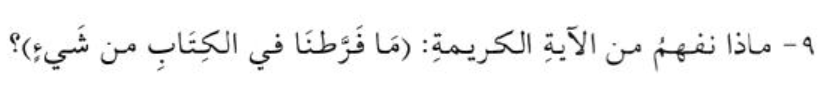 ٩- ماذا نفهمُ من الآيةِ الكريمةِ: (مَا فَرَّطنَا في الكِتَابِ من شَيءٍ)؟